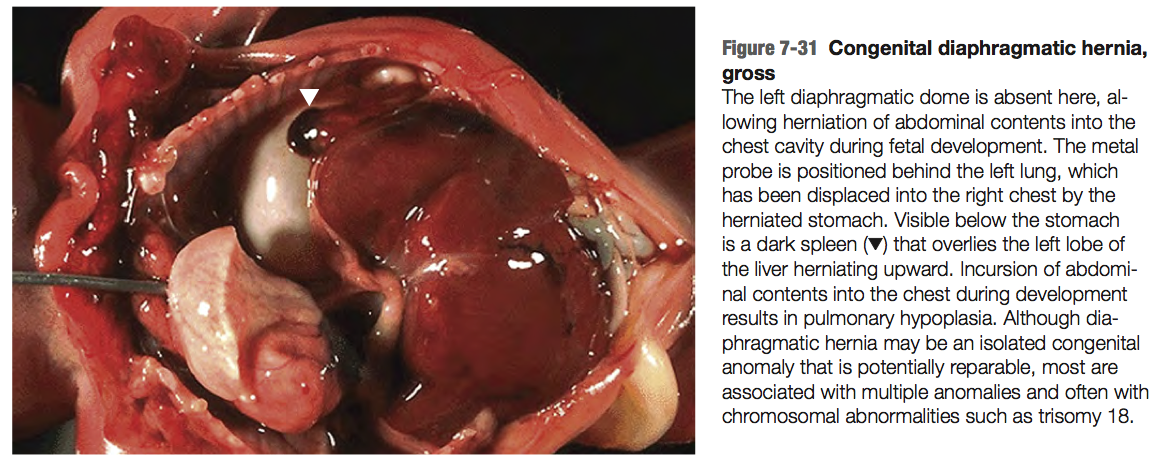 Figure 7-31 Congenital diaphragmatic hernia,
gross
The left diaphragmatic dome is absent here, al-
lowing herniation of abdominal contents into the
chest cavity during fetal development. The metal
probe is positioned behind the left lung, which
has been displaced into the right chest by the
herniated stomach. Visible below the stomach
is a dark spleen (▼) that overlies the left lobe of
the liver herniating upward. Incursion of abdomi-
nal contents into the chest during development
results in pulmonary hypoplasia. Although dia-
phragmatic hernia may be an isolated congenital
anomaly that is potentially reparable, most are
associated with multiple anomalies and often with
chromosomal abnormalities such as trisomy 18.